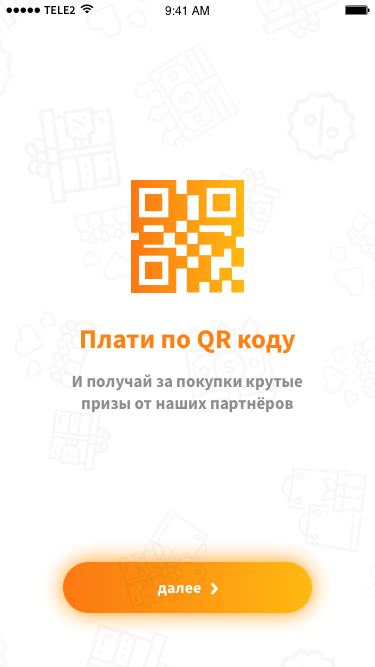 TELE2 9:41 AM
Плати по QR коду
И получай за покупки крутые
призы от наших партнёров
далее